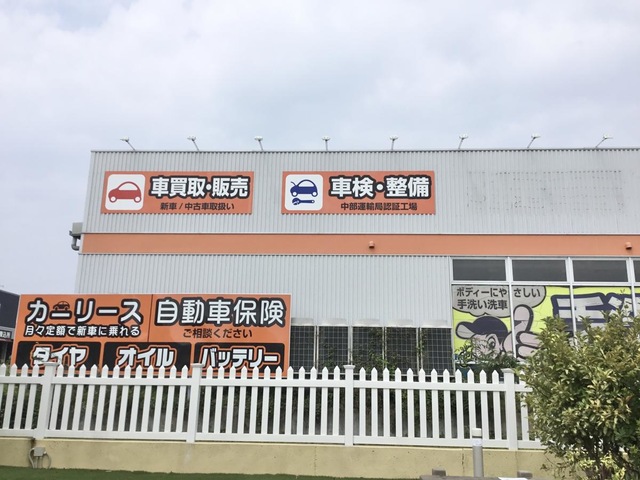 車買取・販売
新車/中古車取扱い
車検・整備
中部運輸局認証工場
カーリース
月々定額で新車に乗れる
自動車保険
ご相談ください
タイヤ
オイル
バッテリー
ボディーにやさしい
手洗い洗車
手洗